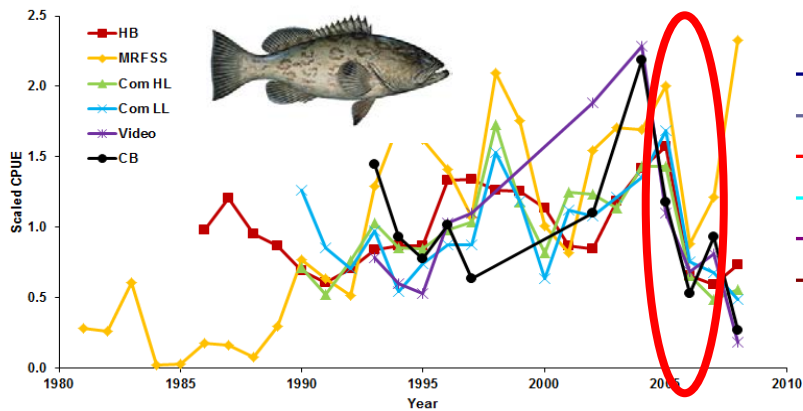 2.5
2.0
1.5
1.0
0.5
0.0
Scaled CPUE
HB
MRFSS
Com HL
Com LL
Video
CB
1980
1985
1990
1995
2000
2005
2010
Year